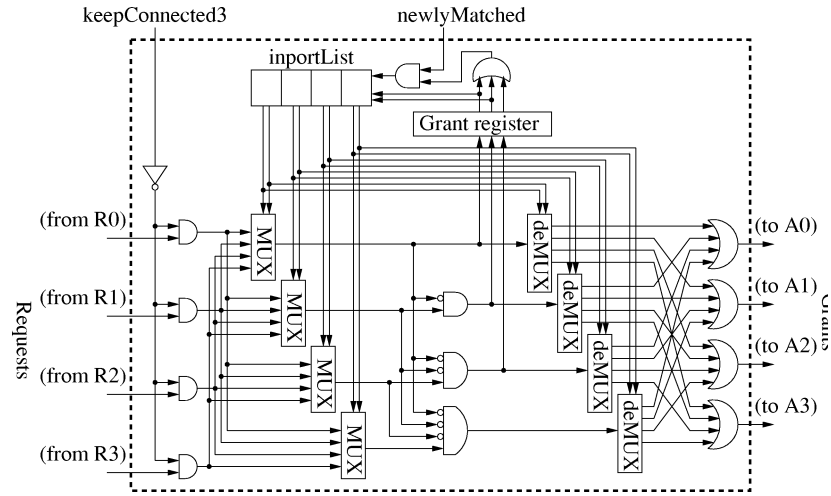 keepConnected3
newlyMatched
inportList
Grant register
(from R0)
(from R1)
(from R2)
(from R3)
Requests
MUX
MUX
MUX
MUX
deMUX
deMUX
deMUX
deMUX
(to A0)
(to A1)
(to A2)
(to A3)
Grants